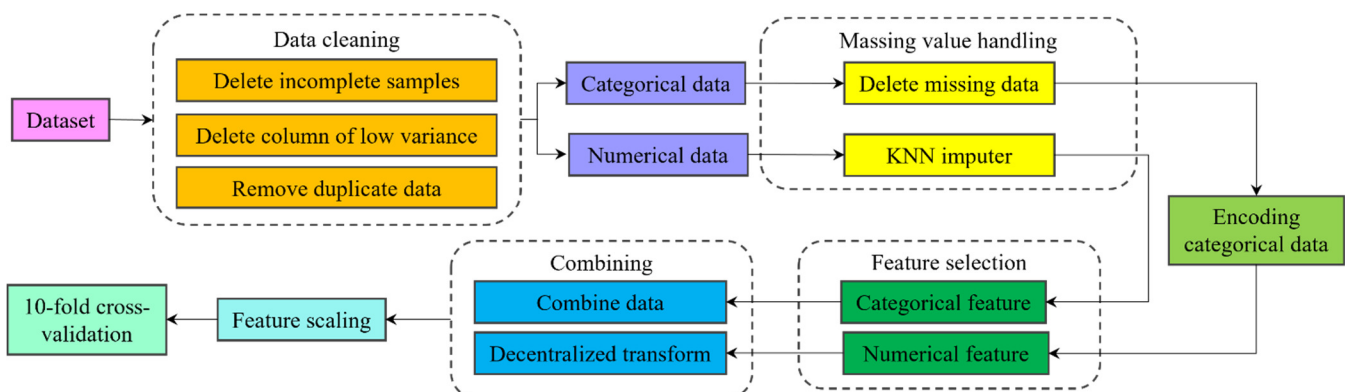 Data cleaning
Delete incomplete samples
Delete column of low variance
Remove duplicate data
Dataset
Categorical data
Numerical data
Massing value handling
Delete missing data
KNN imputer
Encoding
categorical data
Feature selection
Categorical feature
Numerical feature
Combining
Combine data
Decentralized transform
Feature scaling
10-fold cross-
validation